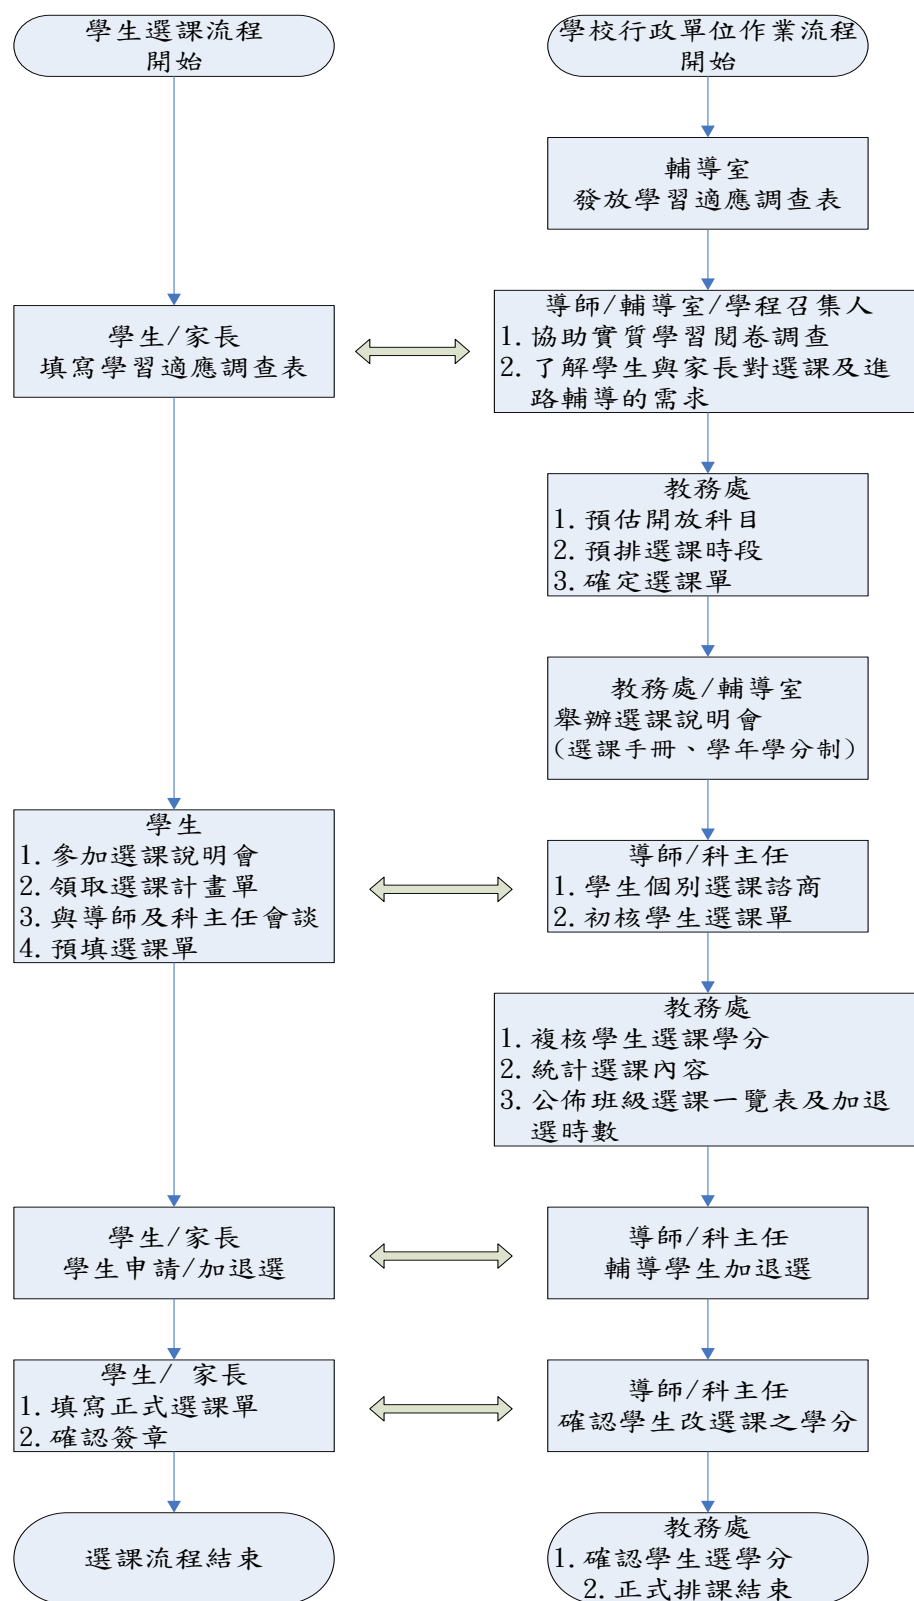 學生選課流程
開始
學校行政單位作業流程
開始
輔導室
發放學習適應調查表
學生/家長
填寫學習適應調查表
導師/輔導室/學程召集人
1. 協助實質學習閱卷調查
2. 了解學生與家長對選課及進
路輔導的需求
教務處
1. 預估開放科目
2. 預排選課時段
3. 確定選課單
教務處/輔導室
舉辦選課說明會
(選課手冊、學年學分制)
學生
1. 參加選課說明會
2. 領取選課計畫單
3. 與導師及科主任會談
4. 預填選課單
導師/科主任
1. 學生個別選課諮商
2. 初核學生選課單
教務處
1. 複核學生選課學分
2. 統計選課內容
3. 公佈班級選課一覽表及加退
選時數
學生/家長
學生申請/加退選
導師/科主任
輔導學生加退選
學生/ 家長
1. 填寫正式選課單
2. 確認簽章
導師/科主任
確認學生改選課之學分
選課流程結束
教務處
1. 確認學生選學分
2. 正式排課結束